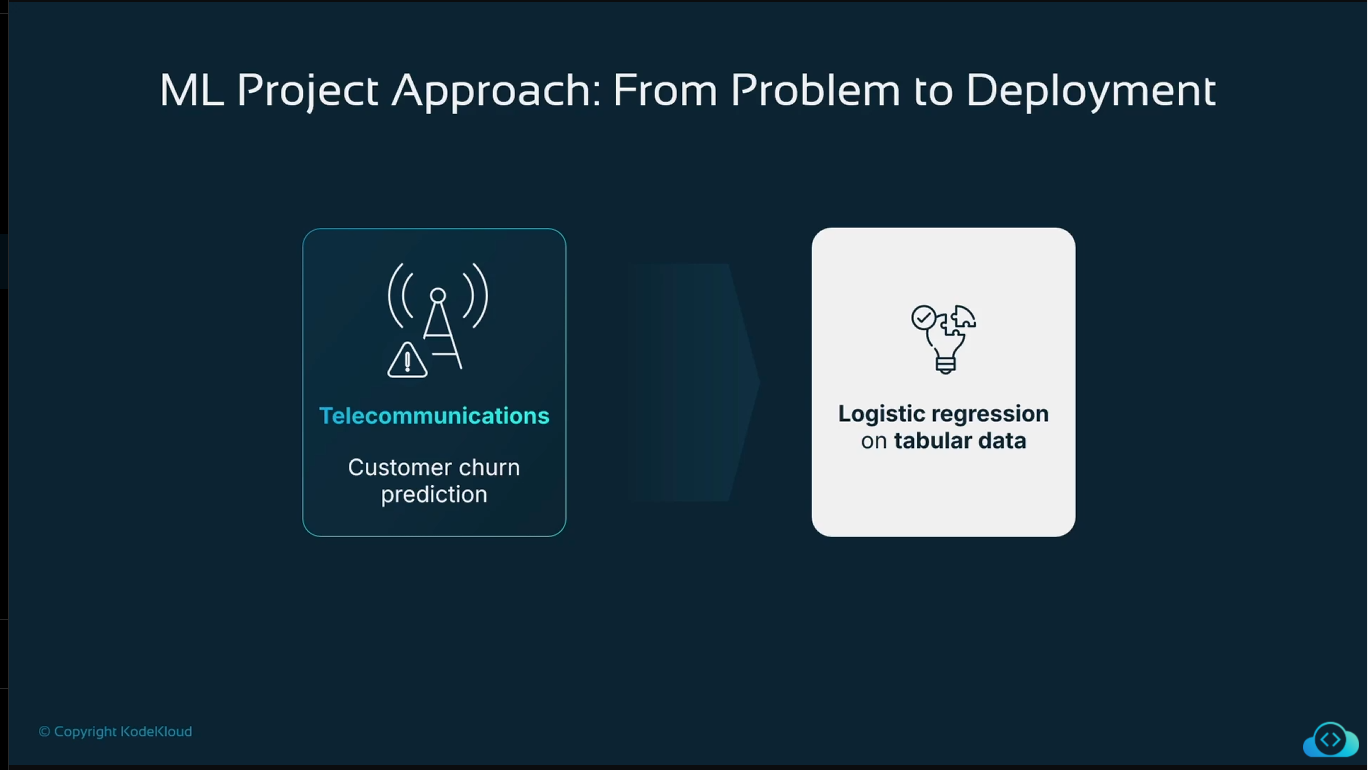 ML Project Approach: From Problem to Deployment
Telecommunications
Customer churn
prediction
Logistic regression
on tabular data
© Copyright KodeKloud